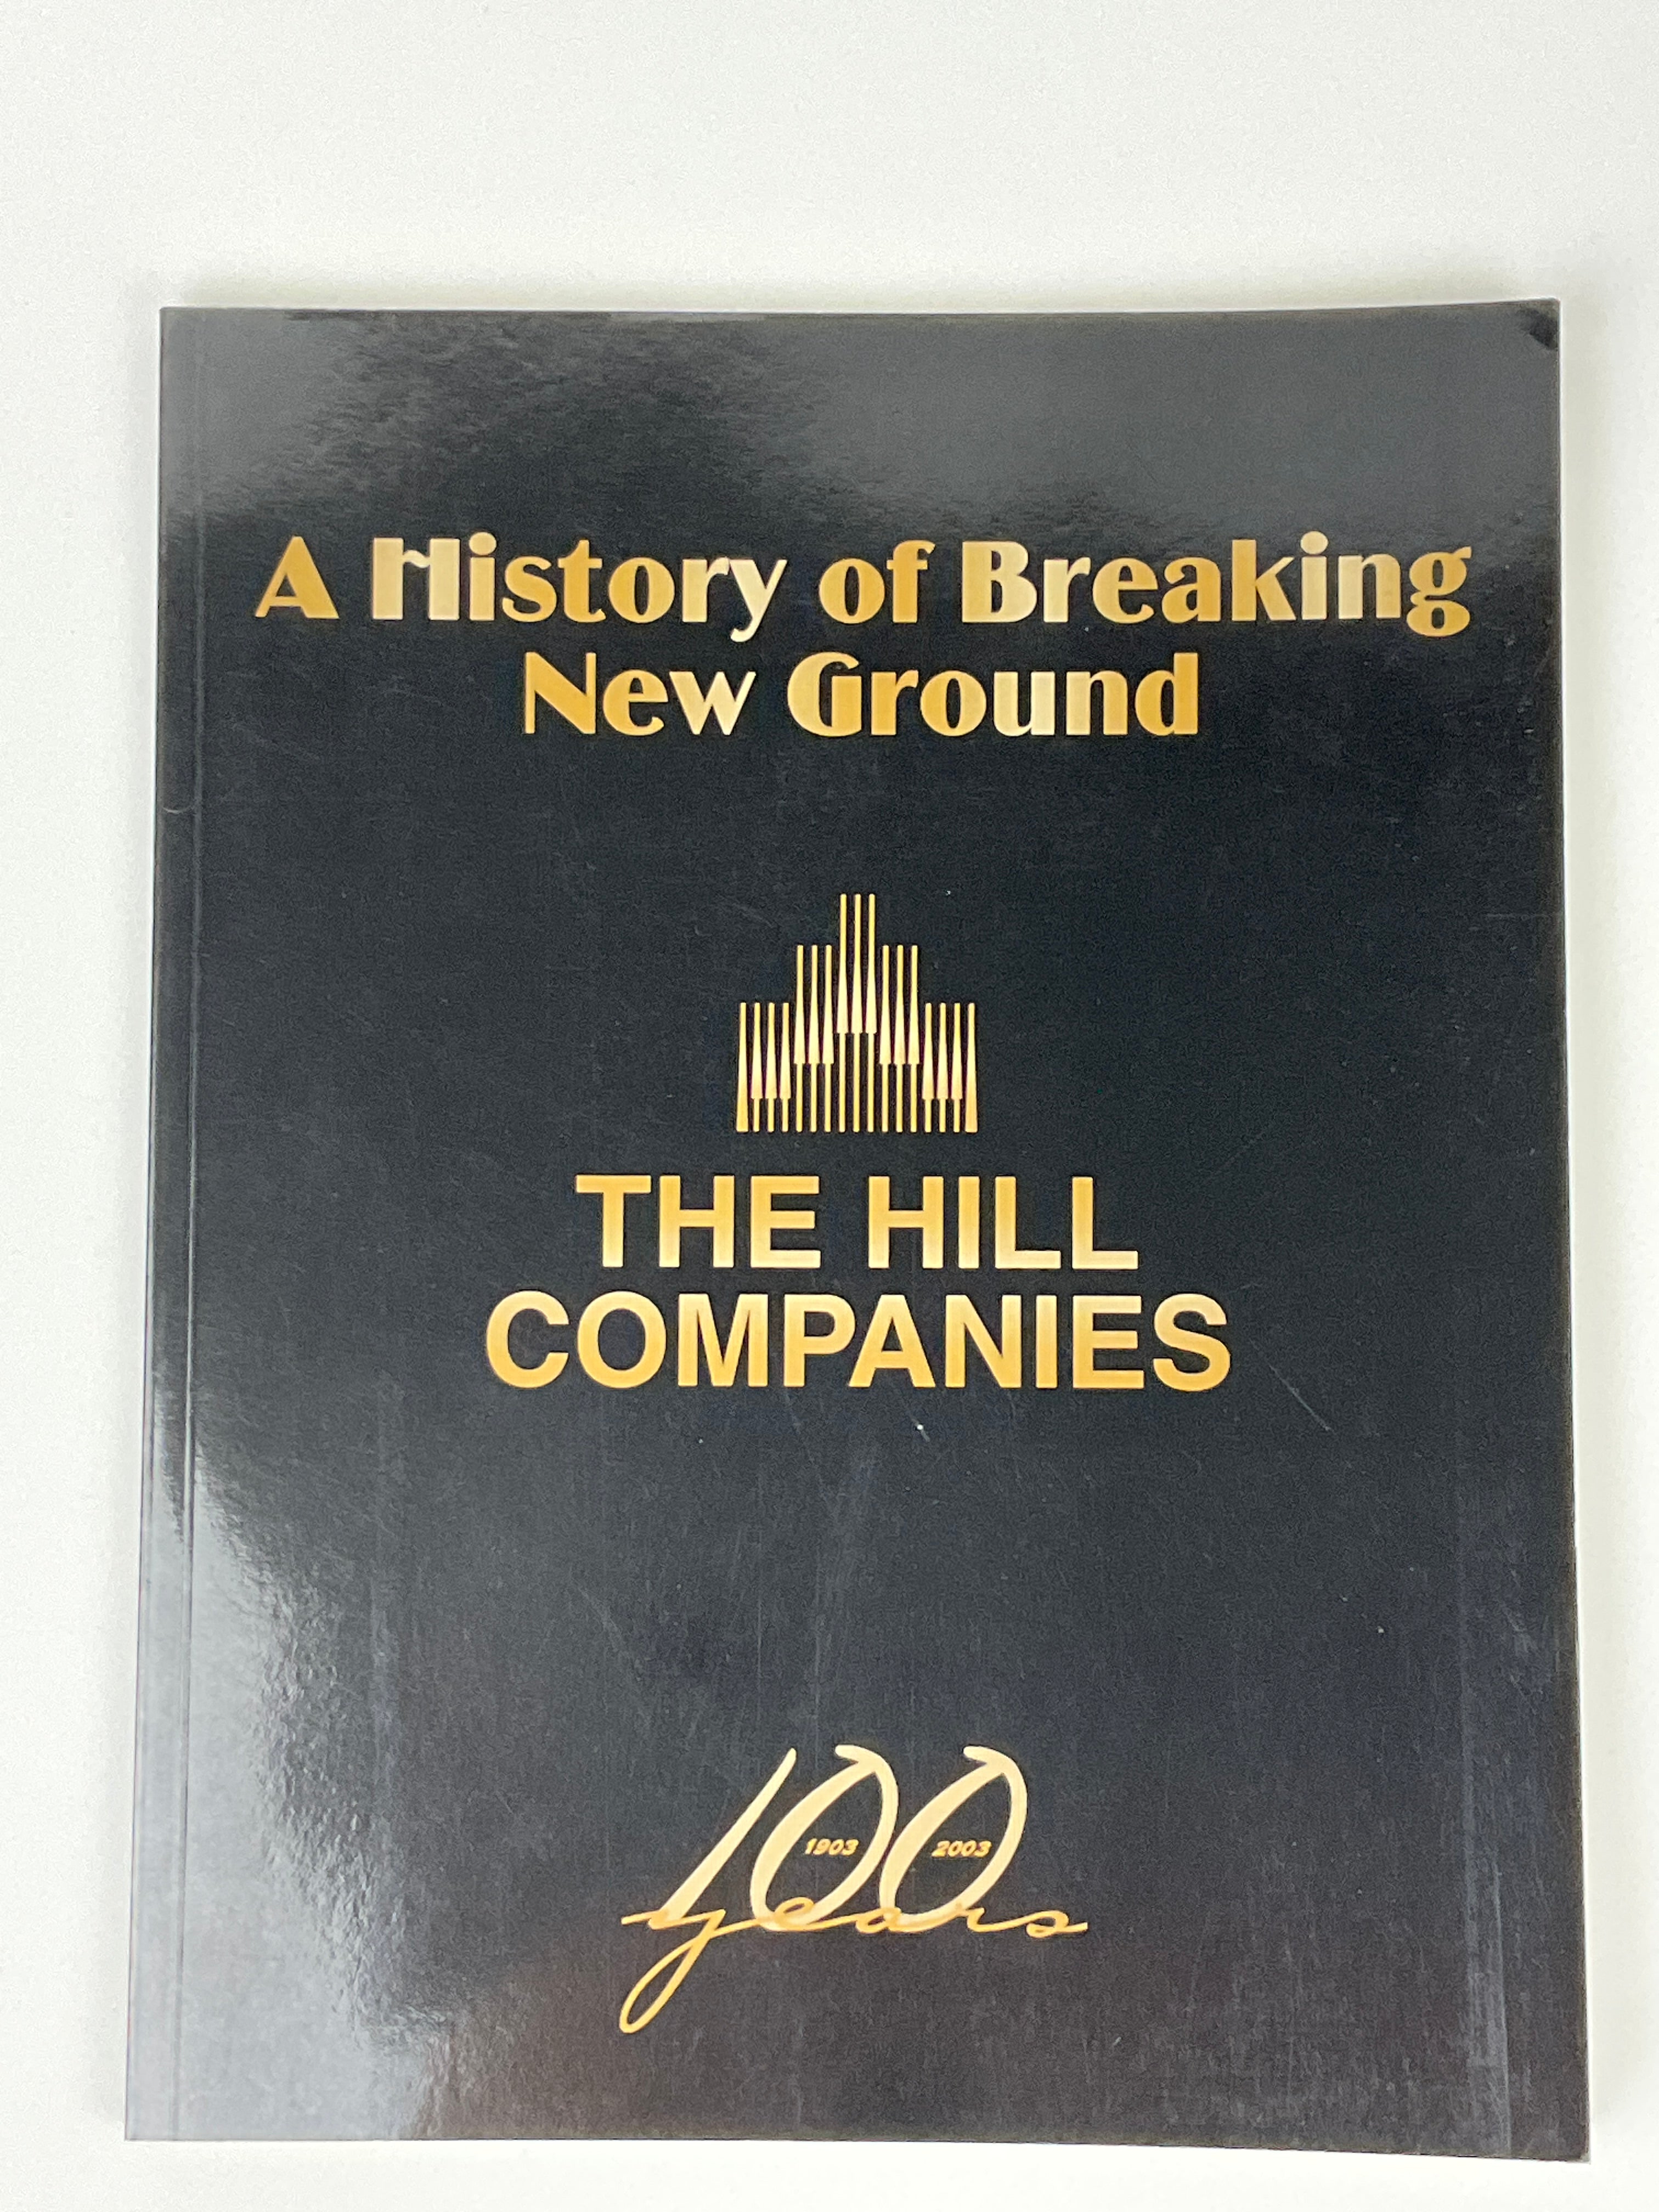 A History of Breaking
New Ground
THE HILL
COMPANIES
100
1903 2003
years